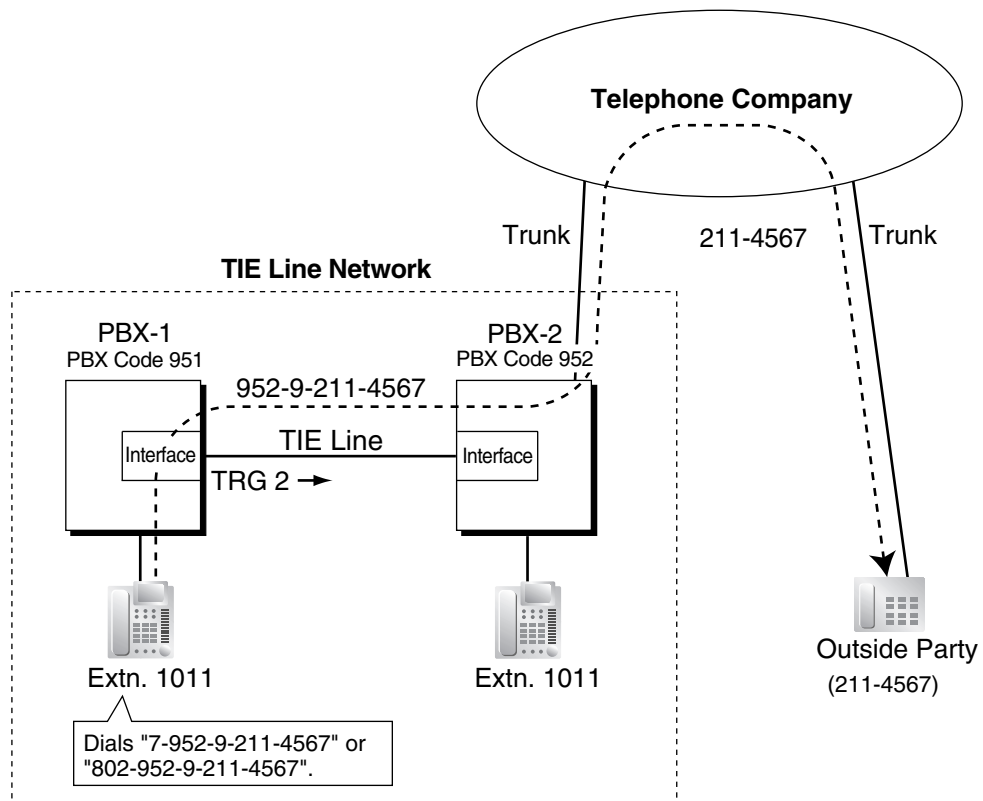 Telephone Company
Trunk
211-4567
Trunk
TIE Line Network
PBX-1
PBX Code 951
PBX-2
PBX Code 952
952-9-211-4567
Interface
TIE Line
Interface
TRG 2
Extn. 1011
Extn. 1011
Outside Party
(211-4567)
Dials "7-952-9-211-4567" or
"802-952-9-211-4567".